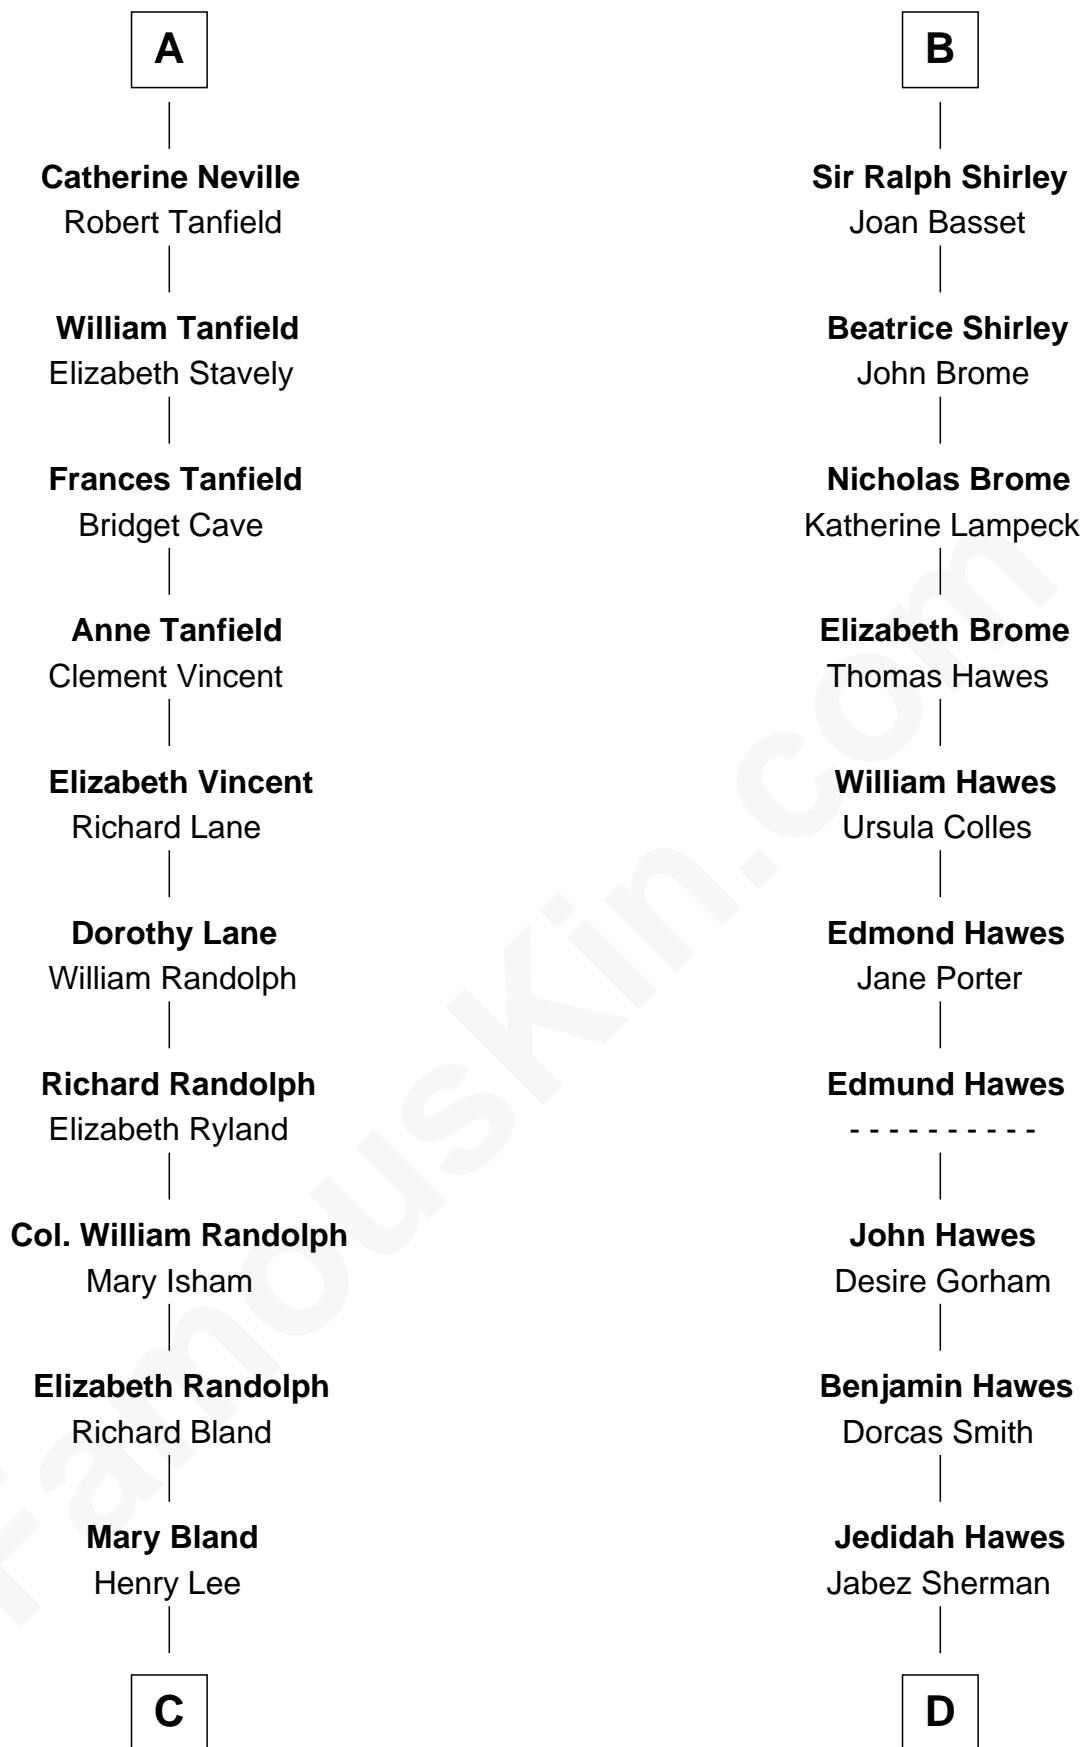 A
Catherine Neville
Robert Tanfield
William Tanfield
Elizabeth Stavely
Frances Tanfield
Bridget Cave
Anne Tanfield
Clement Vincent
Elizabeth Vincent
Richard Lane
Dorothy Lane
William Randolph
Richard Randolph
Elizabeth Ryland
Col. William Randolph
Mary Isham
Elizabeth Randolph
Richard Bland
Mary Bland
Henry Lee
C
B
Sir Ralph Shirley
Joan Basset
Beatrice Shirley
John Brome
Nicholas Brome
Katherine Lampeck
Elizabeth Brome
Thomas Hawes
William Hawes
Ursula Colles
Edmond Hawes
Jane Porter
Edmund Hawes
- - - - - - - - - -
John Hawes
Desire Gorham
Benjamin Hawes
Dorcas Smith
Jedidah Hawes
Jabez Sherman
D
FamousKin.com